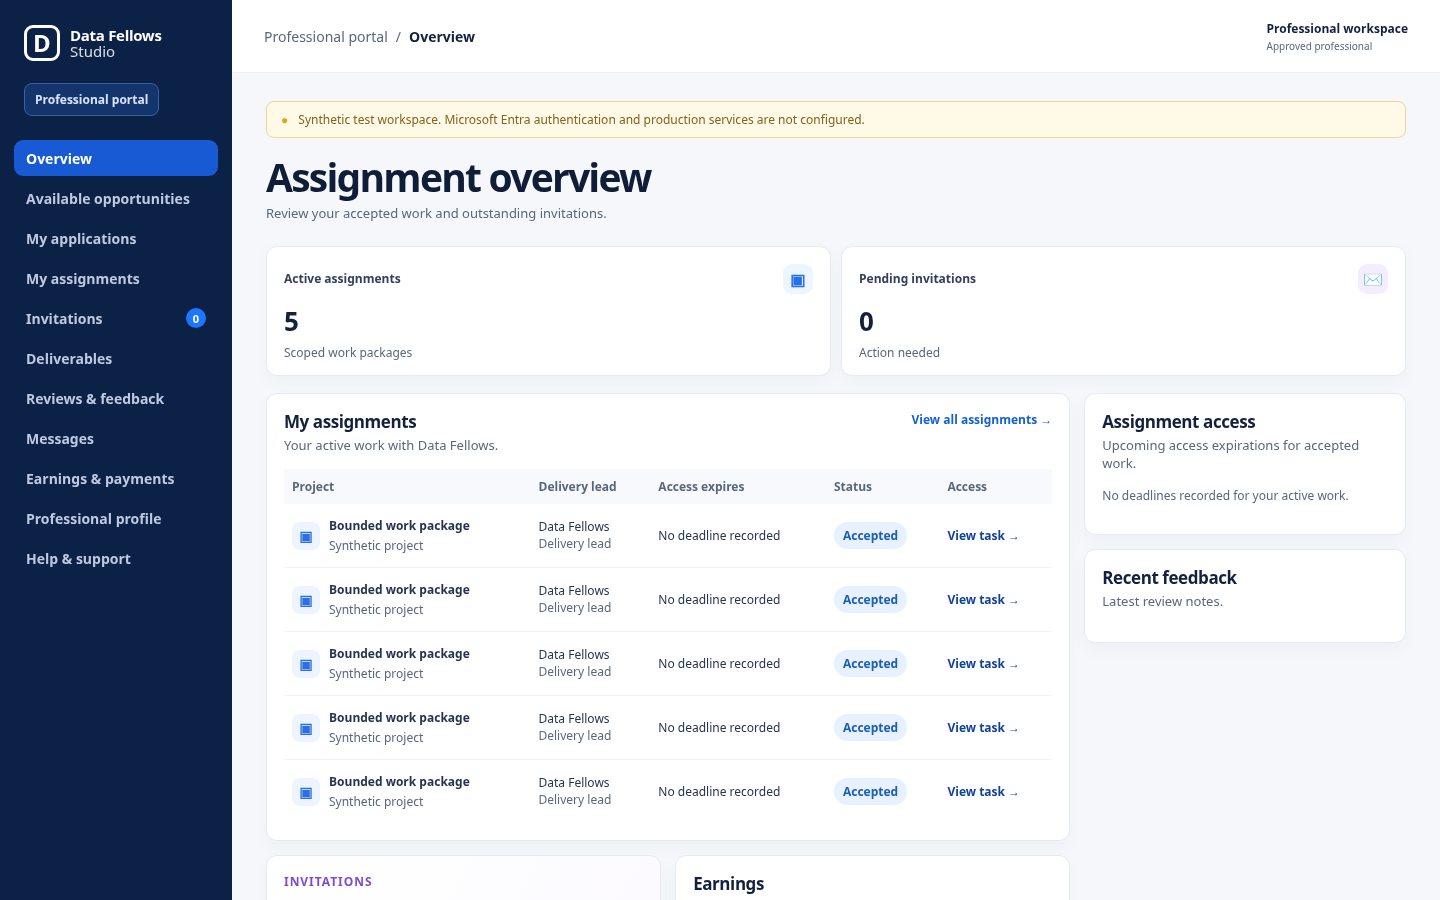 D
Data Fellows
Studio
Professional portal
Overview
Available opportunities
My applications
My assignments
Invitations 0
Deliverables
Reviews & feedback
Messages
Earnings & payments
Professional profile
Help & support
Professional portal / Overview
Professional workspace
Approved professional
Synthetic test workspace. Microsoft Entra authentication and production services are not configured.
Assignment overview
Review your accepted work and outstanding invitations.
Active assignments
5
Scoped work packages
Pending invitations
0
Action needed
My assignments
View all assignments →
Your active work with Data Fellows.
Project Delivery lead Access expires Status Access
Bounded work package
Synthetic project
Data Fellows
Delivery lead
No deadline recorded
Accepted
View task →
Bounded work package
Synthetic project
Data Fellows
Delivery lead
No deadline recorded
Accepted
View task →
Bounded work package
Synthetic project
Data Fellows
Delivery lead
No deadline recorded
Accepted
View task →
Bounded work package
Synthetic project
Data Fellows
Delivery lead
No deadline recorded
Accepted
View task →
Bounded work package
Synthetic project
Data Fellows
Delivery lead
No deadline recorded
Accepted
View task →
Assignment access
Upcoming access expirations for accepted
work.
No deadlines recorded for your active work.
Recent feedback
Latest review notes.
INVITATIONS
Earnings